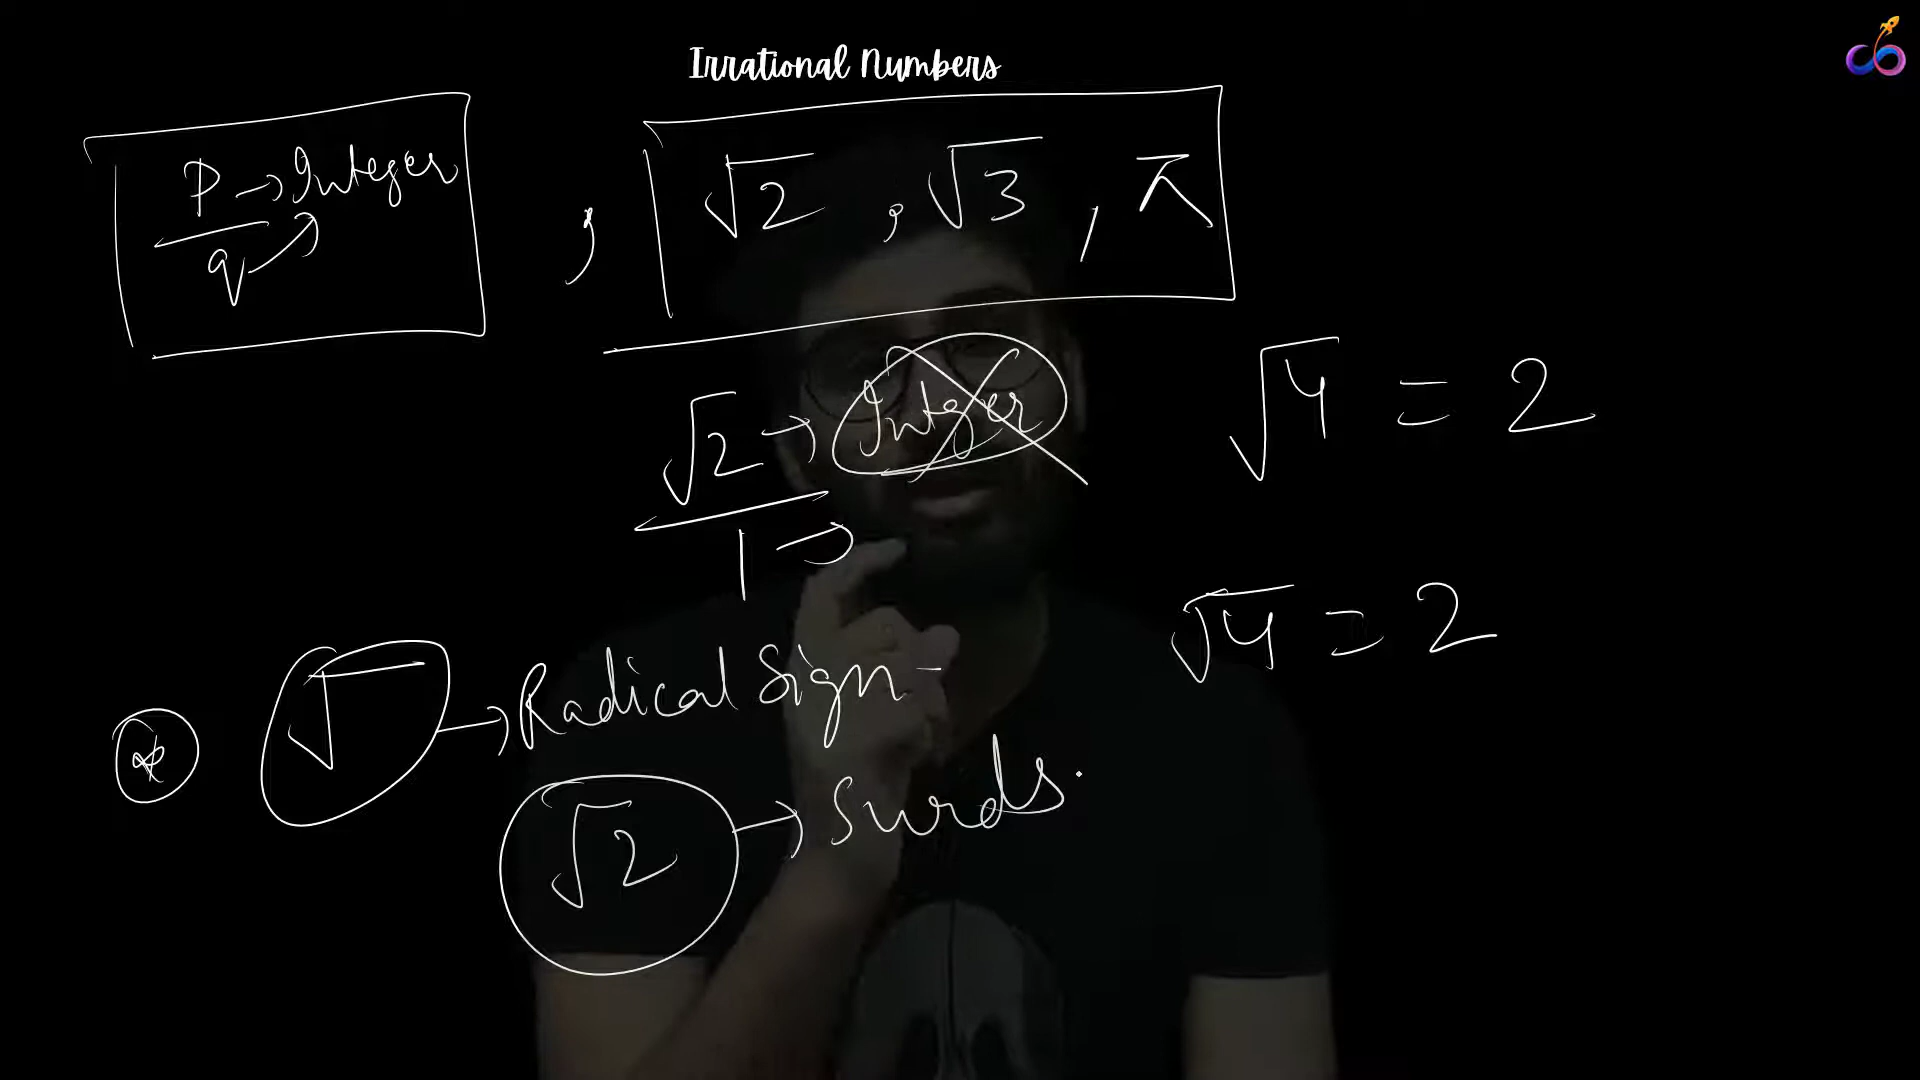 Irrational Numbers
P → Integer
q
, √2 , √3 , π
√2 → Integer
1 →
√4 = 2
√4 = 2
√ → Radical Sign -
√2 → Surds.